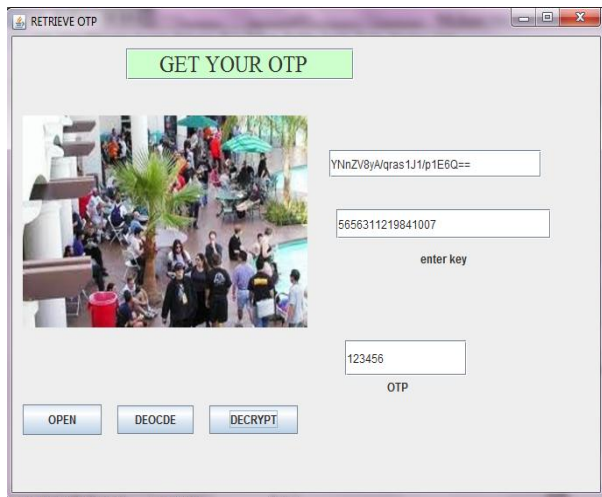 RETRIEVE OTP
GET YOUR OTP
YNnZV8yA/qras1J1/p1E6Q==
5656311219841007
enter key
123456
OTP
OPEN DEOCDE DECRYPT